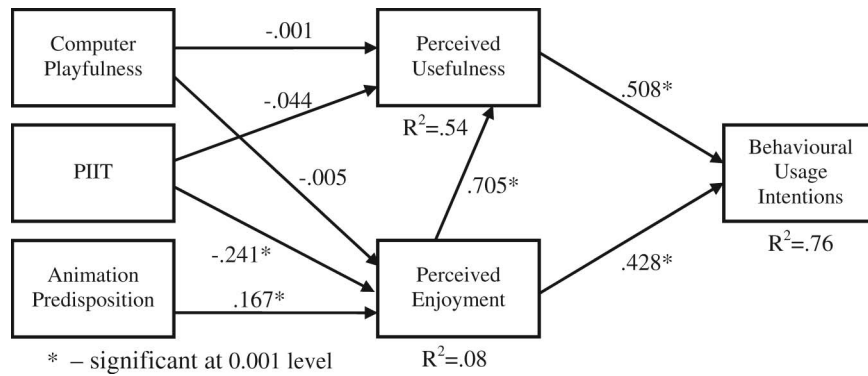 Computer
Playfulness
-.001
Perceived
Usefulness
-.044
R²=.54
.508*
PIIT
-.005
.705*
Behavioural
Usage
Intentions
R²=.76
-.241*
.428*
Animation
Predisposition
.167*
Perceived
Enjoyment
* – significant at 0.001 level
R²=.08